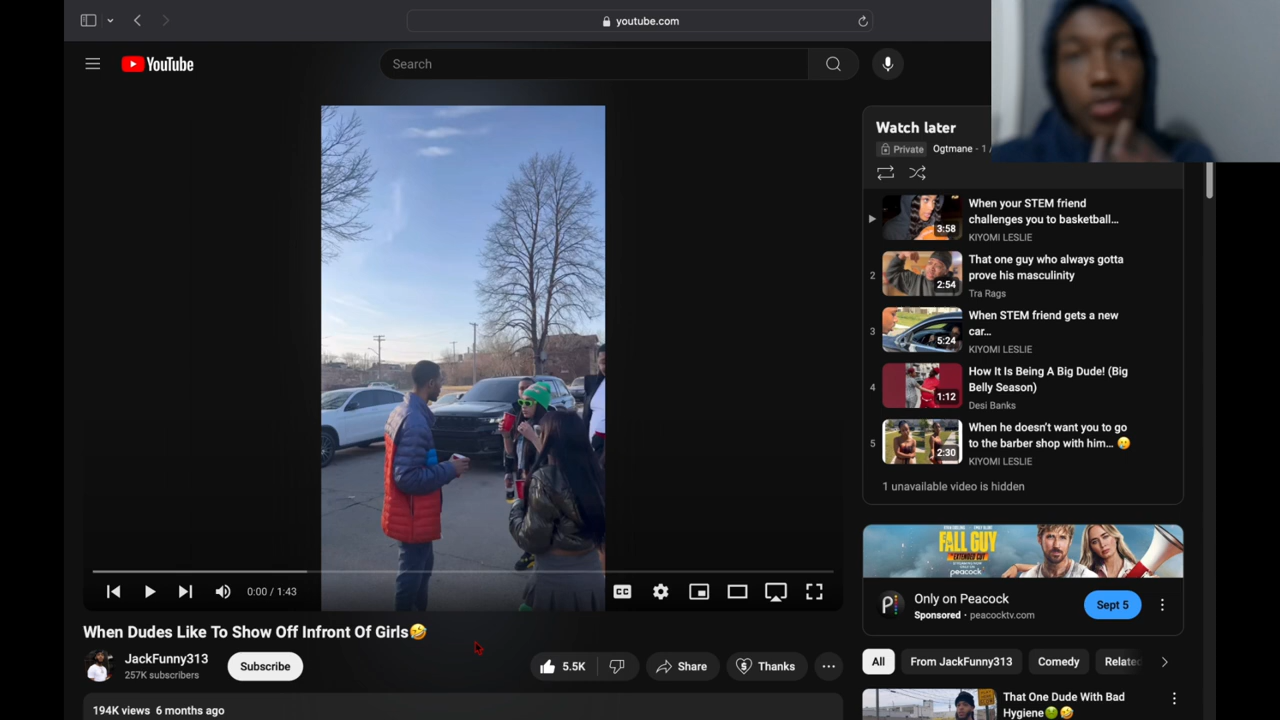 youtube.com
YouTube
Search
Watch later
Private Ogtmane - 1 /
When your STEM friend
challenges you to basketball...
KIYOMI LESLIE
3:58
2
That one guy who always gotta
prove his masculinity
Tra Rags
2:54
3
When STEM friend gets a new
car...
KIYOMI LESLIE
5:24
4
How It Is Being A Big Dude! (Big
Belly Season)
Desi Banks
1:12
5
When he doesn't want you to go
to the barber shop with him... 🥲
KIYOMI LESLIE
2:30
1 unavailable video is hidden
FALL GUY
EXTENDED CUT
peacock
Only on Peacock
Sponsored · peacocktv.com
Sept 5
0:00 / 1:43
CC
When Dudes Like To Show Off Infront Of Girls🤣
JackFunny313
257K subscribers
Subscribe
5.5K
Share
Thanks
194K views 6 months ago
All
From JackFunny313
Comedy
Related
That One Dude With Bad
Hygiene🤢🤣